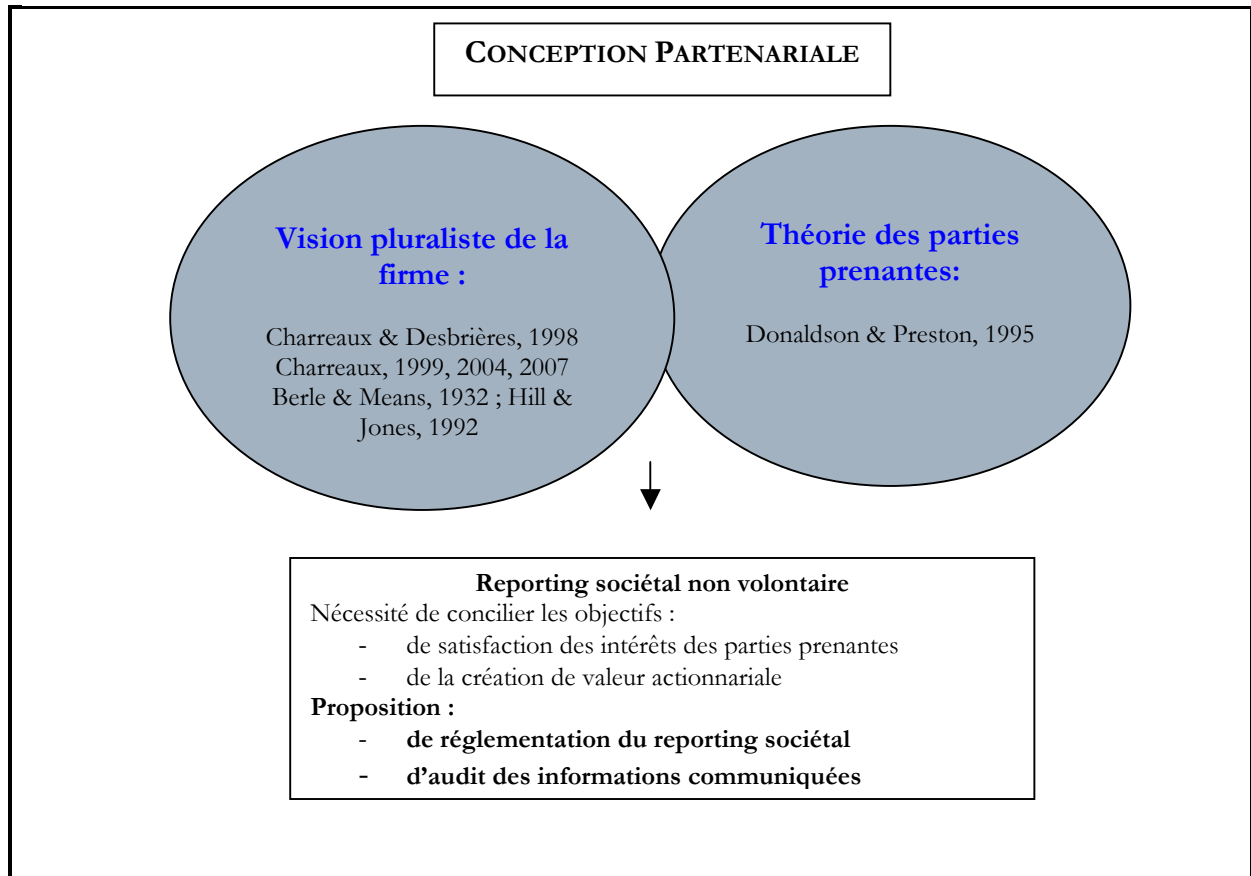 CONCEPTION PARTENARIALE
Vision pluraliste de la
firme :
Charreaux & Desbrières, 1998
Charreaux, 1999, 2004, 2007
Berle & Means, 1932 ; Hill &
Jones, 1992
Théorie des parties
prenantes:
Donaldson & Preston, 1995
Reporting sociétal non volontaire
Nécessité de concilier les objectifs :
- de satisfaction des intérêts des parties prenantes
- de la création de valeur actionnariale
Proposition :
- de réglementation du reporting sociétal
- d'audit des informations communiquées